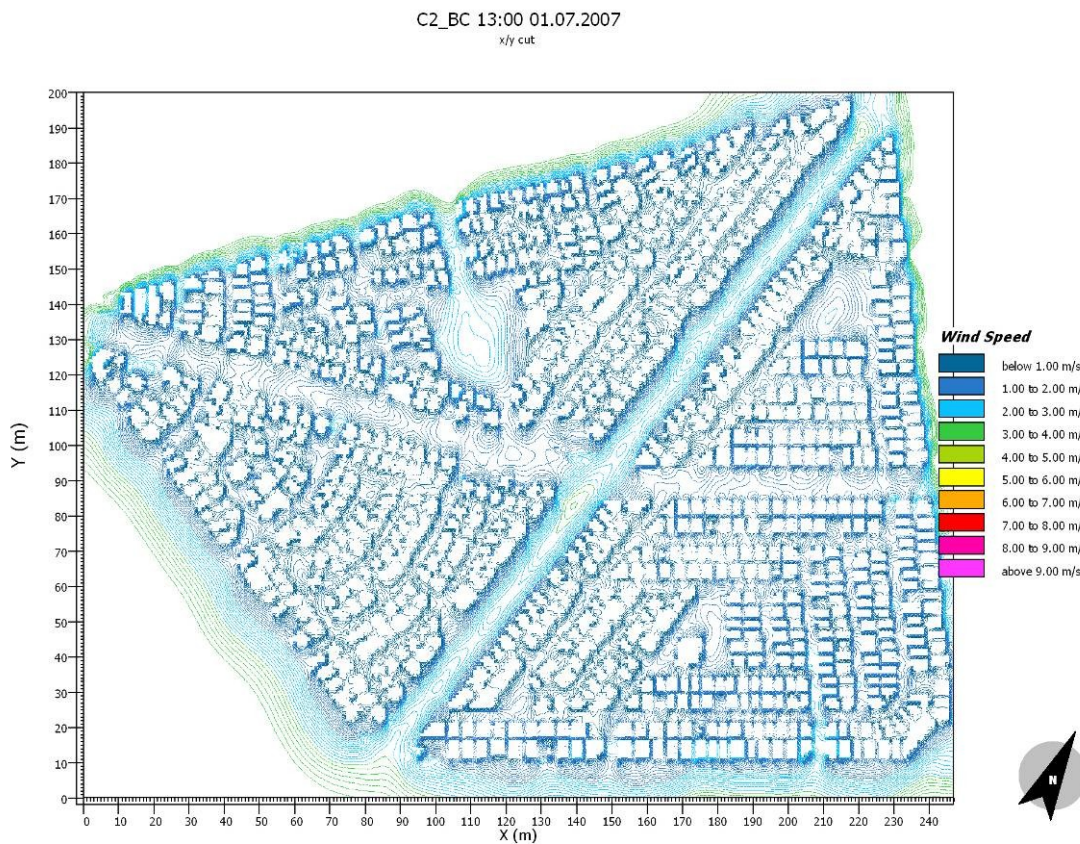 C2_BC 13:00 01.07.2007
x/y cut
200
190
180
170
160
150
140
130
120
110
100
90
80
70
60
50
40
30
20
10
0
Y (m)
0 10 20 30 40 50 60 70 80 90 100 110 120 130 140 150 160 170 180 190 200 210 220 230 240
X (m)
Wind Speed
below 1.00 m/s
1.00 to 2.00 m/
2.00 to 3.00 m/
3.00 to 4.00 m/
4.00 to 5.00 m/
5.00 to 6.00 m/
6.00 to 7.00 m/
7.00 to 8.00 m/
8.00 to 9.00 m/
above 9.00 m/s
N